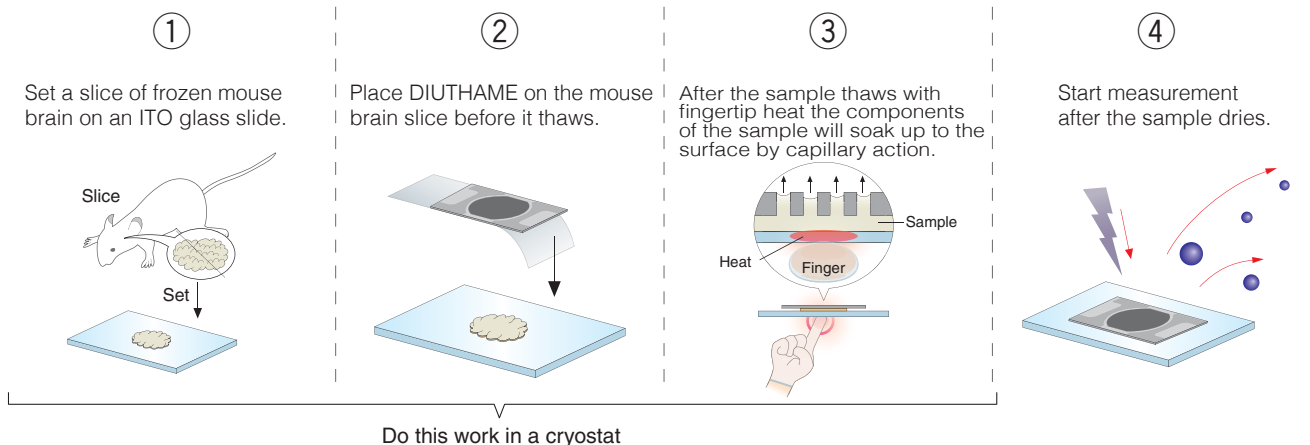 ①
Set a slice of frozen mouse
brain on an ITO glass slide.
Slice
Set
②
Place DIUTHAME on the mouse
brain slice before it thaws.
③
After the sample thaws with
fingertip heat the components
of the sample will soak up to the
surface by capillary action.
Sample
Heat
Finger
④
Start measurement
after the sample dries.
Do this work in a cryostat